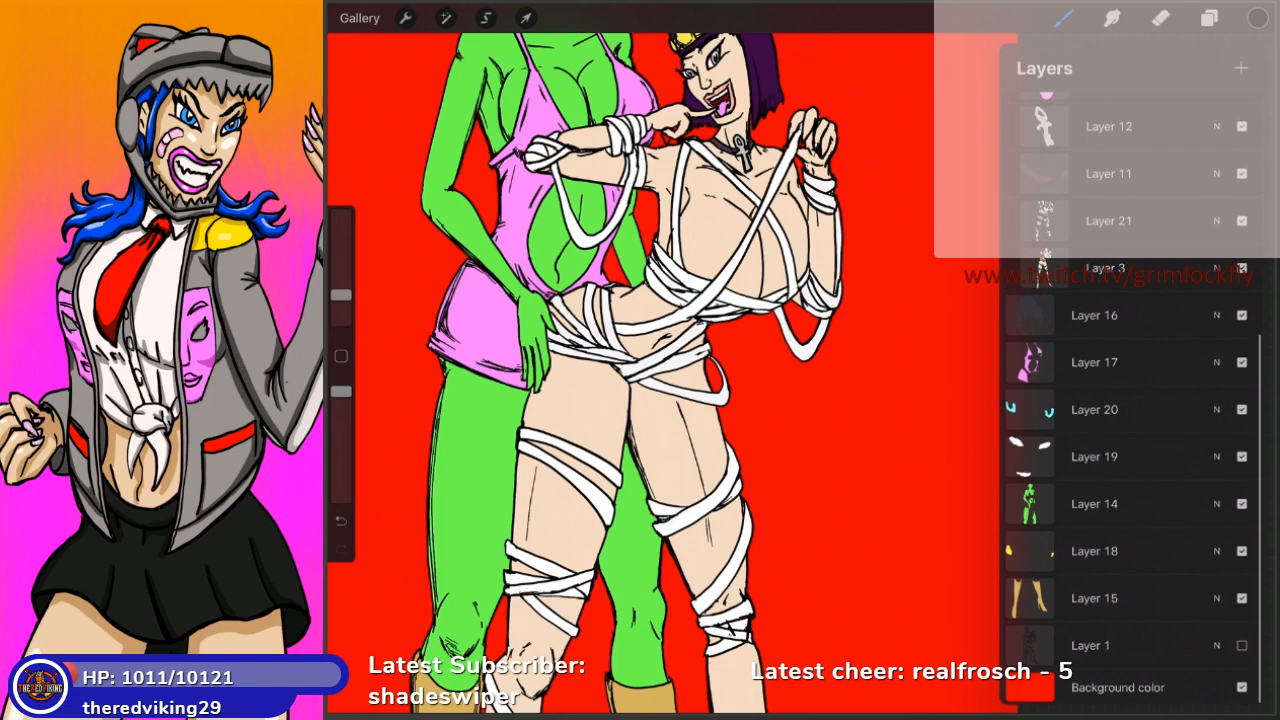 Gallery
Layers
Layer 12 N
Layer 11 N
Layer 21 N
Layer 3
www.twitch.tv/grimlockfly
Layer 16 N
Layer 17 N
Layer 20 N
Layer 19 N
Layer 14 N
Layer 18 N
Layer 15 N
Layer 1 N
Background color
Latest Subscriber:
shadeswiper
Latest cheer: realfrosch - 5
HP: 1011/10121
theredviking29
THEREDVIKING